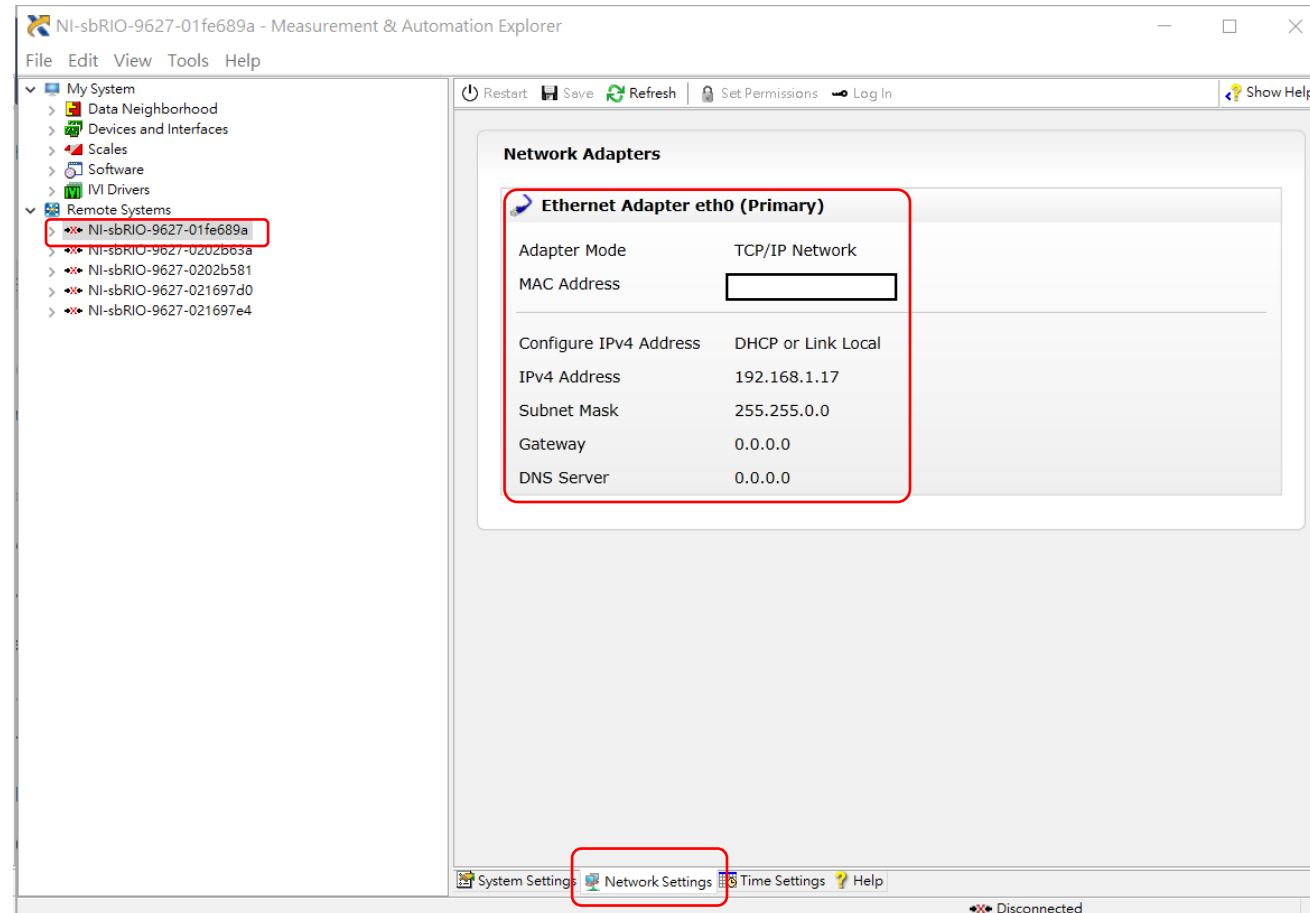 NI-sbRIO-9627-01fe689a - Measurement & Automation Explorer
File Edit View Tools Help
My System
Data Neighborhood
Devices and Interfaces
Scales
Software
IVI Drivers
Remote Systems
NI-sbRIO-9627-01fe689a
NI-sbRIO-9627-0202b63a
NI-sbRIO-9627-0202b581
NI-sbRIO-9627-021697d0
NI-sbRIO-9627-021697e4
Restart Save Refresh Set Permissions Log In Show Help
Network Adapters
Ethernet Adapter eth0 (Primary)
Adapter Mode TCP/IP Network
MAC Address
Configure IPv4 Address DHCP or Link Local
IPv4 Address 192.168.1.17
Subnet Mask 255.255.0.0
Gateway 0.0.0.0
DNS Server 0.0.0.0
System Settings Network Settings Time Settings Help
Disconnected